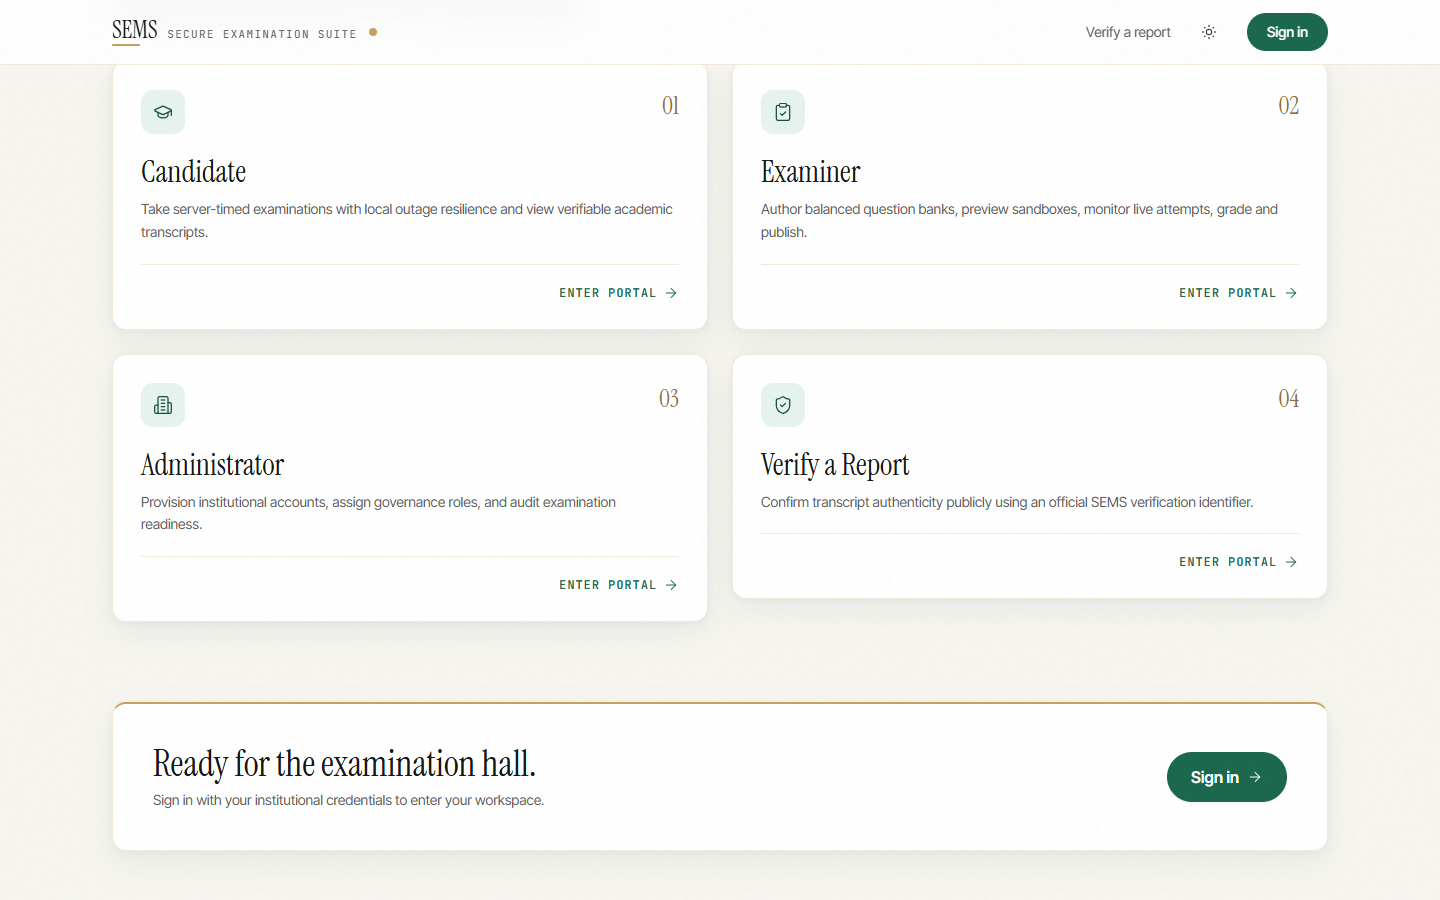 SEMS SECURE EXAMINATION SUITE
Verify a report
Sign in
01
Candidate
Take server-timed examinations with local outage resilience and view verifiable academic
transcripts.
ENTER PORTAL
02
Examiner
Author balanced question banks, preview sandboxes, monitor live attempts, grade and
publish.
ENTER PORTAL
03
Administrator
Provision institutional accounts, assign governance roles, and audit examination
readiness.
ENTER PORTAL
04
Verify a Report
Confirm transcript authenticity publicly using an official SEMS verification identifier.
ENTER PORTAL
Ready for the examination hall.
Sign in with your institutional credentials to enter your workspace.
Sign in